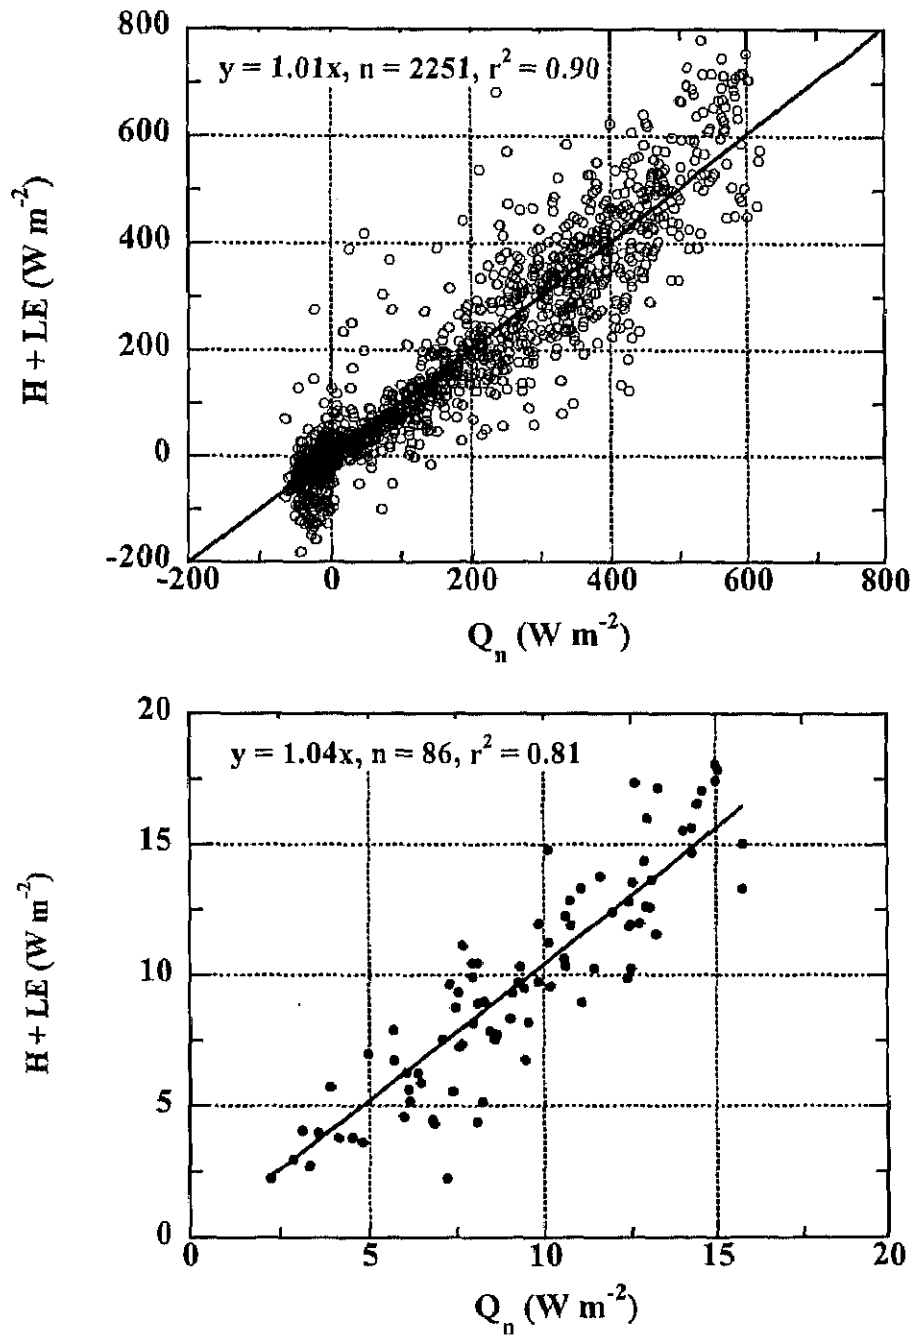 800
y = 1.01x, n = 2251, r² = 0.90
600
400
200
0
-200
H + LE (W m⁻²)
-200 0 200 400 600 800
Qₙ (W m⁻²)
20
y = 1.04x, n = 86, r² = 0.81
15
10
5
0
H + LE (W m⁻²)
0 5 10 15 20
Qₙ (W m⁻²)